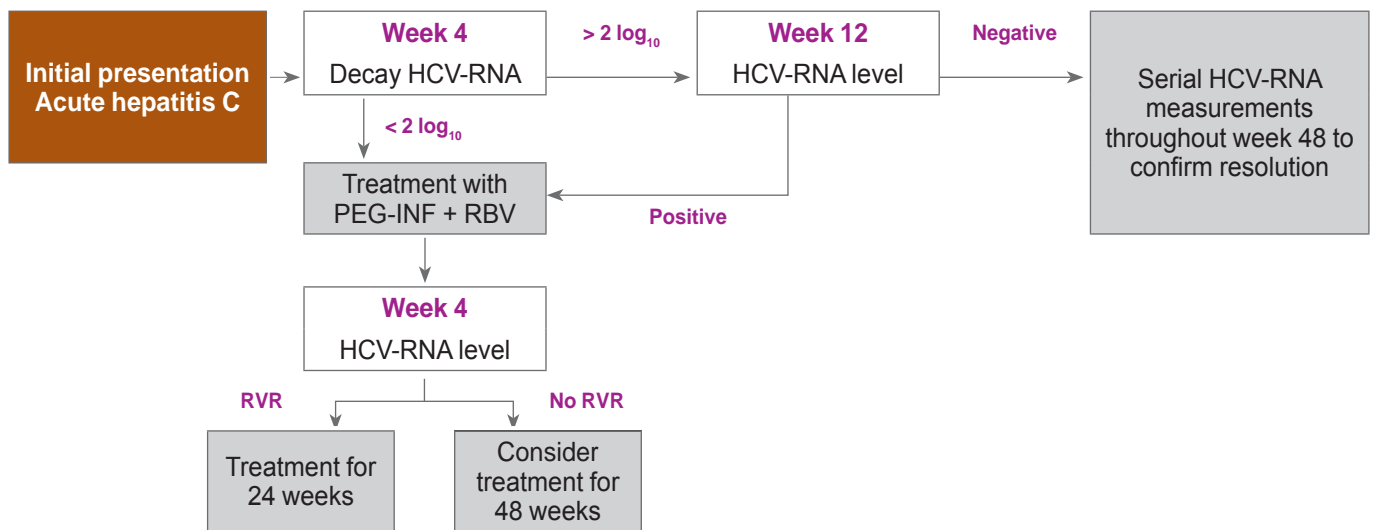 Initial presentation
Acute hepatitis C
Week 4
Decay HCV-RNA
> 2 log₁₀
Week 12
HCV-RNA level
Negative
Serial HCV-RNA
measurements
throughout week 48 to
confirm resolution
< 2 log₁₀
Treatment with
PEG-INF + RBV
Positive
Week 4
HCV-RNA level
RVR
No RVR
Treatment for
24 weeks
Consider
treatment for
48 weeks